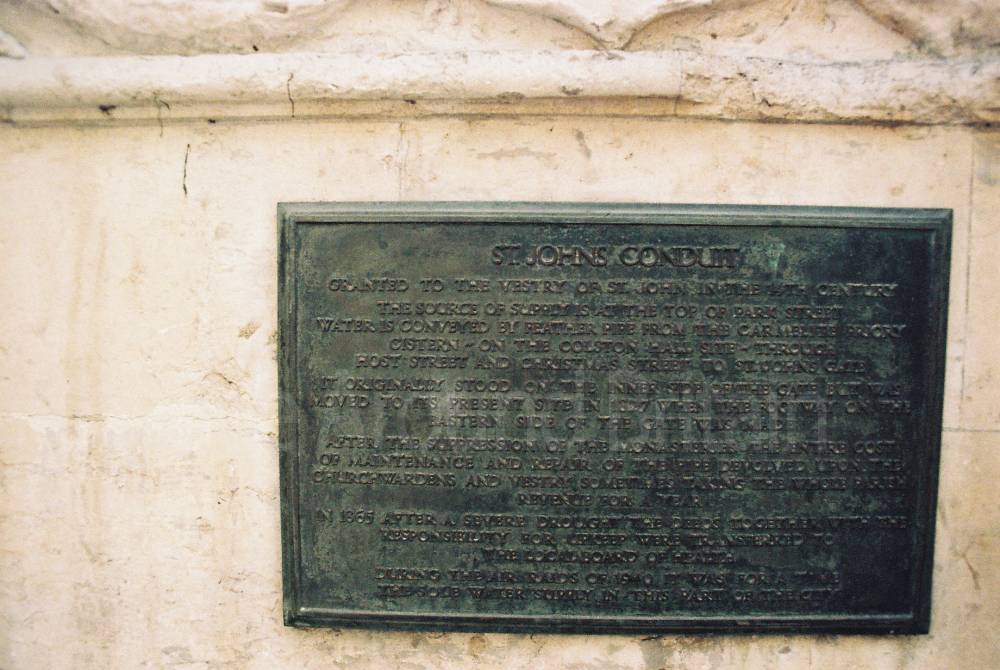 ST. JOHNS CONDUIT
GRANTED TO THE VESTRY OF ST. JOHN IN THE 14TH CENTURY
THE SOURCE OF SUPPLY IS AT THE TOP OF PARK STREET
WATER IS CONVEYED BY FEATHER PIPE FROM THE CARMELITE PRIORY
CISTERN - ON THE COLSTON HALL SITE - THROUGH
HOST STREET AND CHRISTMAS STREET TO ST. JOHNS GATE
IT ORIGINALLY STOOD ON THE INNER SIDE OF THE GATE BUT WAS
MOVED TO ITS PRESENT SITE IN WHEN THE FOOTWAY ON THE
EASTERN SIDE OF THE GATE WAS MADE
AFTER THE SUPPRESSION OF THE MONASTERIES THE ENTIRE COST
OF MAINTENANCE AND REPAIR OF THE PIPE DEVOLVED UPON THE
CHURCHWARDENS AND VESTRY, SOMETIMES TAKING THE WHOLE PARISH
REVENUE FOR A YEAR
IN 1865 AFTER A SEVERE DROUGHT THE DEEDS TOGETHER WITH THE
RESPONSIBILITY FOR UPKEEP WERE TRANSFERRED TO
THE LOCAL BOARD OF HEALTH
DURING THE AIR RAIDS OF 1940 IT WAS FOR A TIME
THE SOLE WATER SUPPLY IN THIS PART OF THE CITY